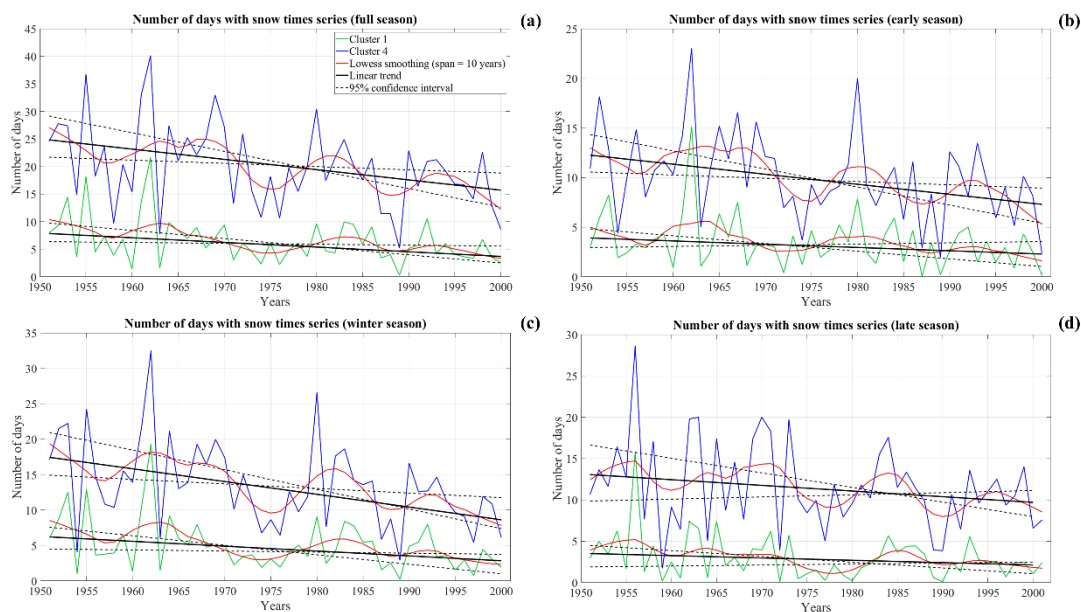 Number of days with snow times series (full season)
(a)
45
40
35
30
25
20
15
10
5
0
Number of days
Cluster 1
Cluster 4
Lowess smoothing (span = 10 years)
Linear trend
95% confidence interval
1950 1955 1960 1965 1970 1975 1980 1985 1990 1995 2000
Years
Number of days with snow times series (early season)
(b)
25
20
15
10
5
0
Number of days
1950 1955 1960 1965 1970 1975 1980 1985 1990 1995 2000
Years
Number of days with snow times series (winter season)
(c)
35
30
25
20
15
10
5
0
Number of days
1950 1955 1960 1965 1970 1975 1980 1985 1990 1995 2000
Years
Number of days with snow times series (late season)
(d)
30
25
20
15
10
5
0
Number of days
1950 1955 1960 1965 1970 1975 1980 1985 1990 1995 2000
Years